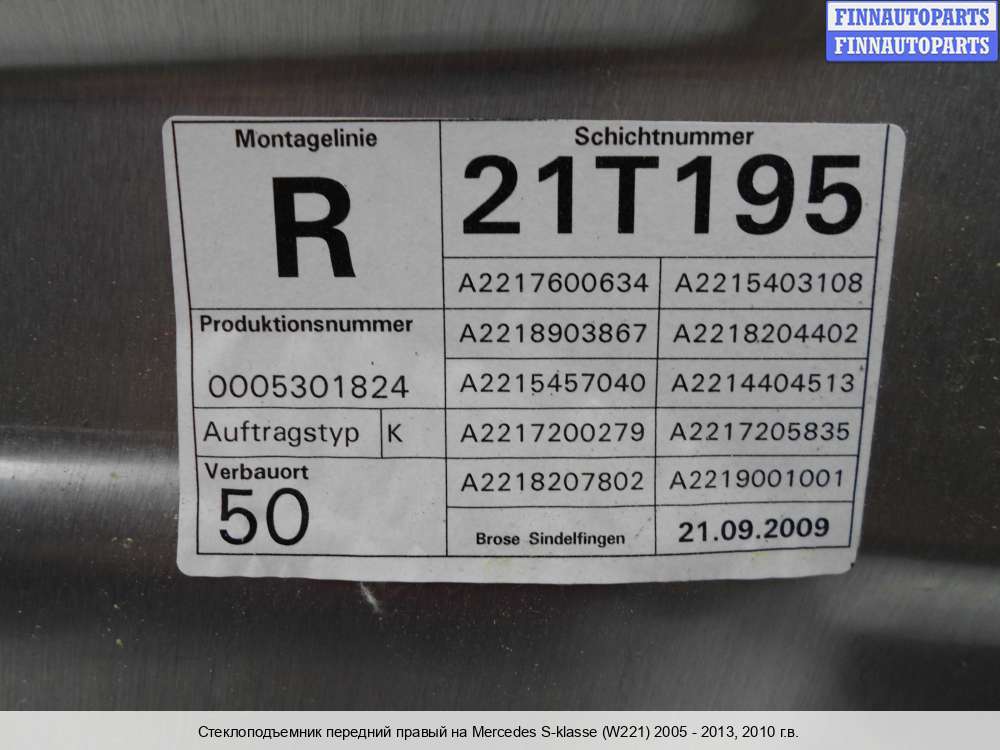 FINNAUTOPARTS
FINNAUTOPARTS
Montagelinie
R
Schichtnummer
21T195
A2217600634 A2215403108
Produktionsnummer
0005301824
A2218903867 A2218204402
A2215457040 A2214404513
Auftragstyp K
A2217200279 A2217205835
Verbauort
50
A2218207802 A2219001001
Brose Sindelfingen 21.09.2009
Стеклоподъемник передний правый на Mercedes S-klasse (W221) 2005 - 2013, 2010 г.в.